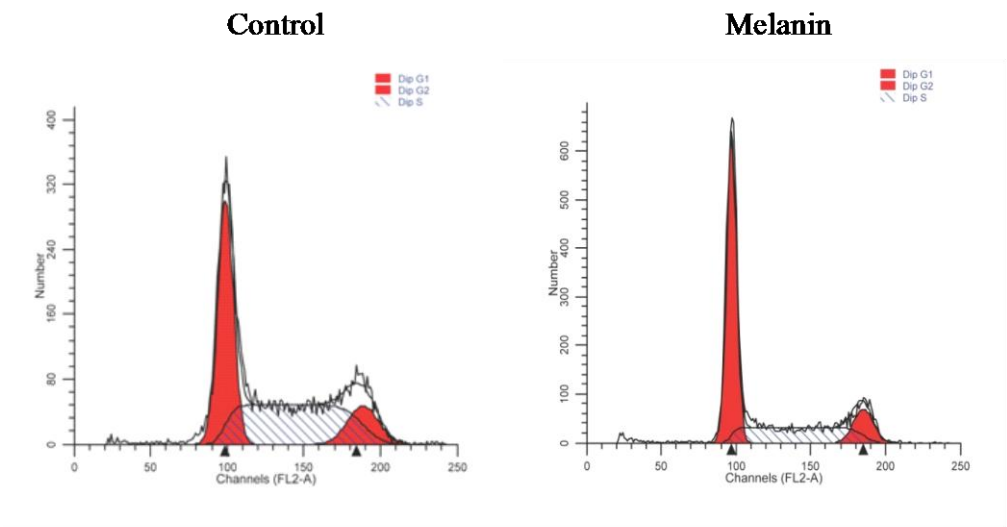 Control
Dip G1
Dip G2
Dip S
400
320
240
160
80
0
Number
0 50 100 150 200 250
Channels (FL2-A)
Melanin
Dip G1
Dip G2
Dip S
600
500
400
300
200
100
0
Number
0 50 100 150 200 250
Channels (FL2-A)